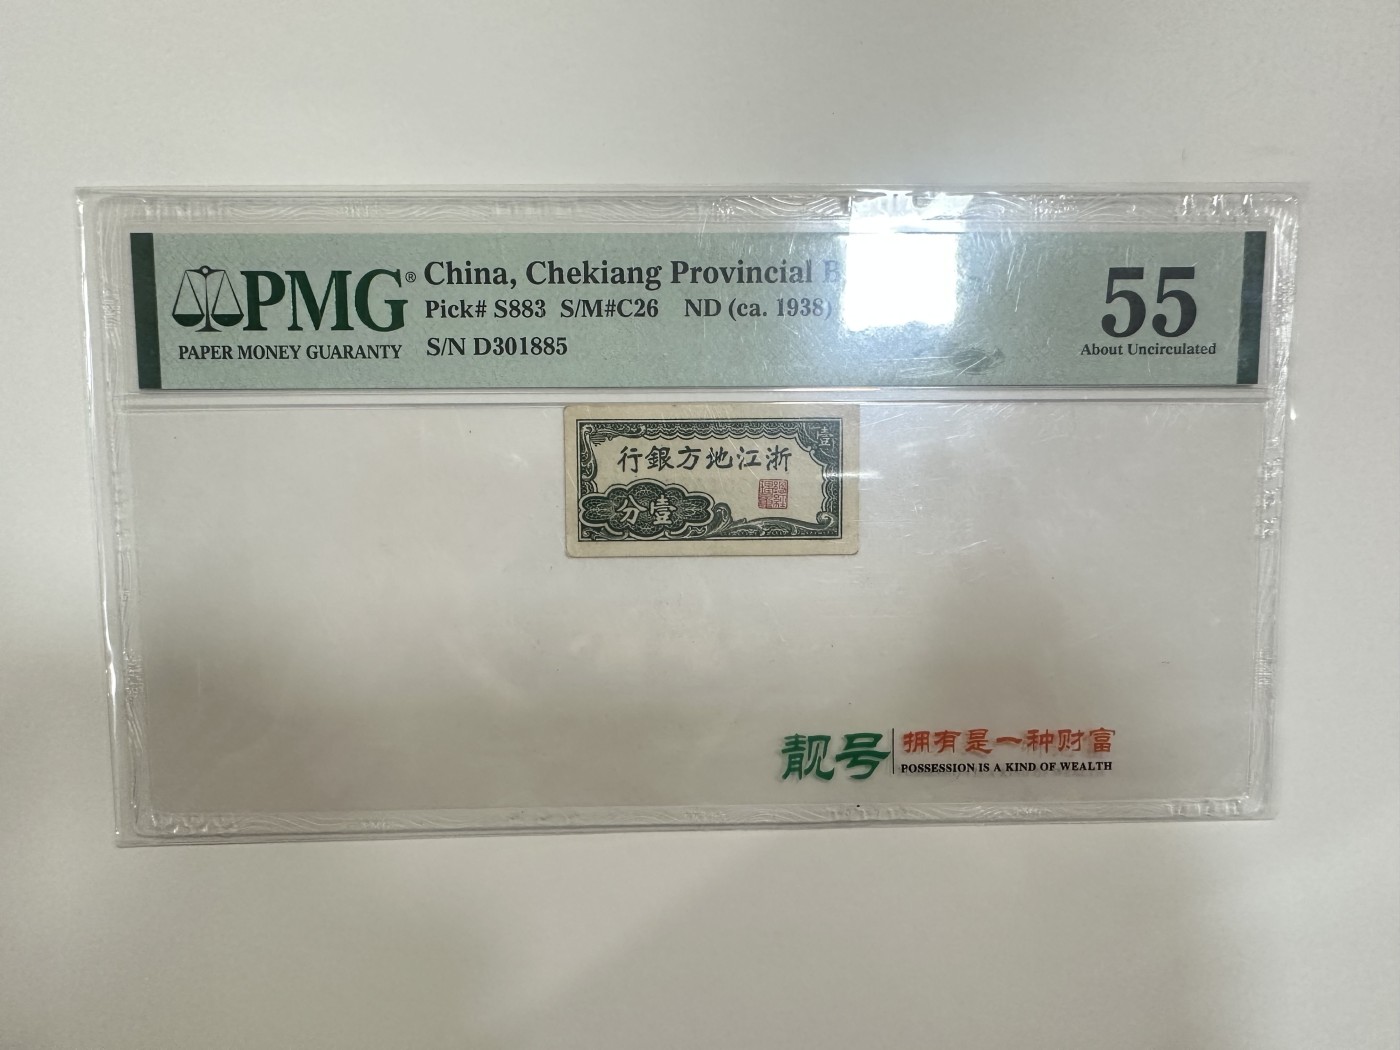 PMG®
PAPER MONEY GUARANTY
China, Chekiang Provincial
Pick# S883 S/M#C26 ND (ca. 1938)
S/N D301885
55
About Uncirculated
壹
行銀方地江浙
分壹
靓号
拥有是一种财富
POSSESSION IS A KIND OF WEALTH